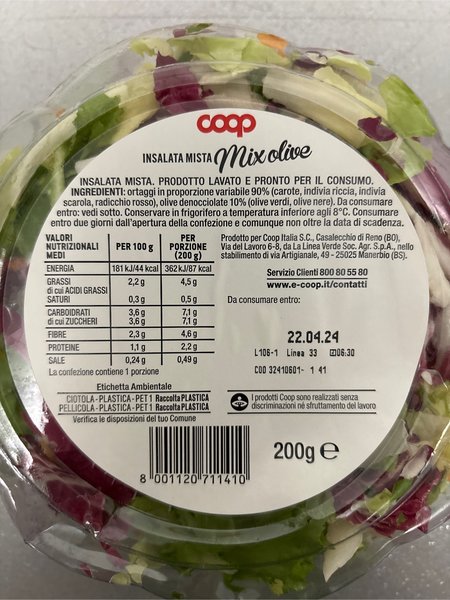 coop
INSALATA MISTA Mix olive
INSALATA MISTA. PRODOTTO LAVATO E PRONTO PER IL CONSUMO.
INGREDIENTI: ortaggi in proporzione variabile 90% (carote, indivia riccia, indivia
scarola, radicchio rosso), olive denocciolate 10% (olive verdi, olive nere). Da consumare
entro: vedi sotto. Conservare in frigorifero a temperatura inferiore agli 8°C. Consumare
entro due giorni dall'apertura della confezione e comunque non oltre la data di scadenza.
VALORI NUTRIZIONALI MEDI PER 100 g PER PORZIONE (200 g)
ENERGIA 181 kJ/44 kcal 362 kJ/87 kcal
GRASSI 2,2 g 4,5 g
di cui ACIDI GRASSI SATURI 0,3 g 0,5 g
CARBOIDRATI 3,6 g 7,1 g
di cui ZUCCHERI 3,6 g 7,1 g
FIBRE 2,3 g 4,6 g
PROTEINE 1,1 g 2,2 g
SALE 0,24 g 0,49 g
La confezione contiene 1 porzione
Etichetta Ambientale
CIOTOLA - PLASTICA - PET 1 Raccolta PLASTICA
PELLICOLA - PLASTICA - PET 1 Raccolta PLASTICA
Verifica le disposizioni del tuo Comune
Prodotto per Coop Italia S.C., Casalecchio di Reno (BO),
Via del Lavoro 6-8, da La Linea Verde Soc. Agr. S.p.A., nello
stabilimento di via Artigianale, 49 - 25025 Manerbio (BS).
Servizio Clienti 800 80 55 80
www.e-coop.it/contatti
Da consumare entro:
22.04.24
L106-1 Linea 33 06:30
COD 32410601- 1 41
I prodotti Coop sono realizzati senza
discriminazioni né sfruttamento del lavoro
200g e
8 001120 711410